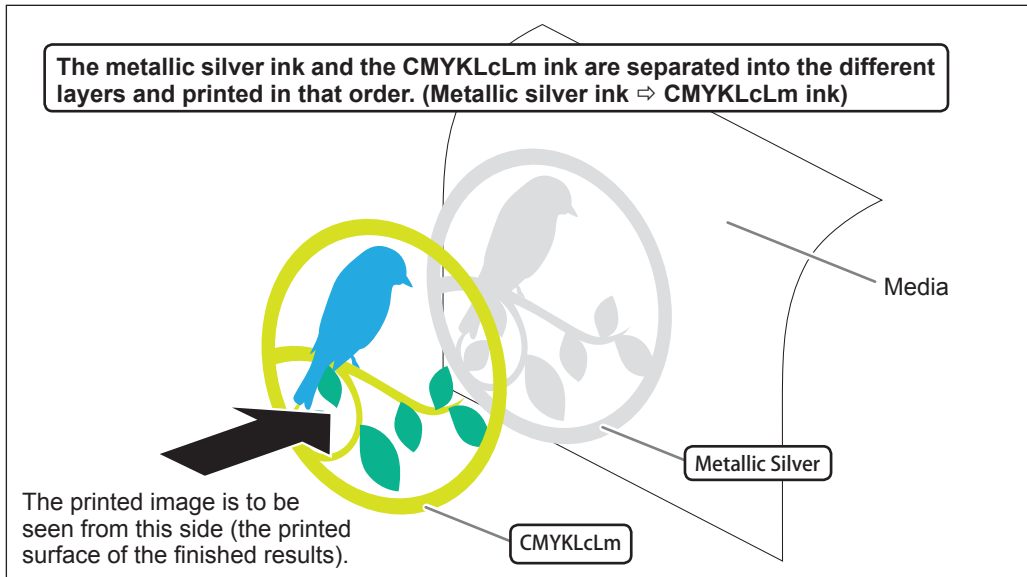 The metallic silver ink and the CMYKLcLm ink are separated into the different
layers and printed in that order. (Metallic silver ink ⇨ CMYKLcLm ink)
Media
Metallic Silver
The printed image is to be
seen from this side (the printed
surface of the finished results).
CMYKLcLm